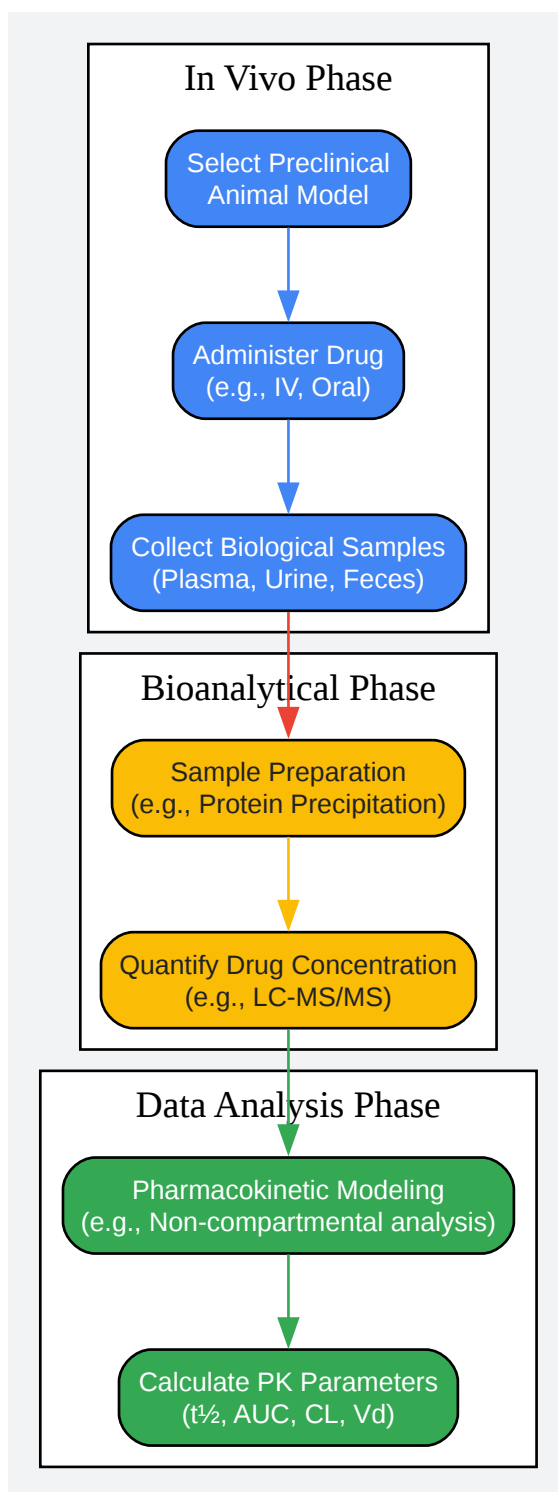 In Vivo Phase
Select Preclinical
Animal Model
Administer Drug
(e.g., IV, Oral)
Collect Biological Samples
(Plasma, Urine, Feces)
Bioanalytical Phase
Sample Preparation
(e.g., Protein Precipitation)
Quantify Drug Concentration
(e.g., LC-MS/MS)
Data Analysis Phase
Pharmacokinetic Modeling
(e.g., Non-compartmental analysis)
Calculate PK Parameters
(t½, AUC, CL, Vd)